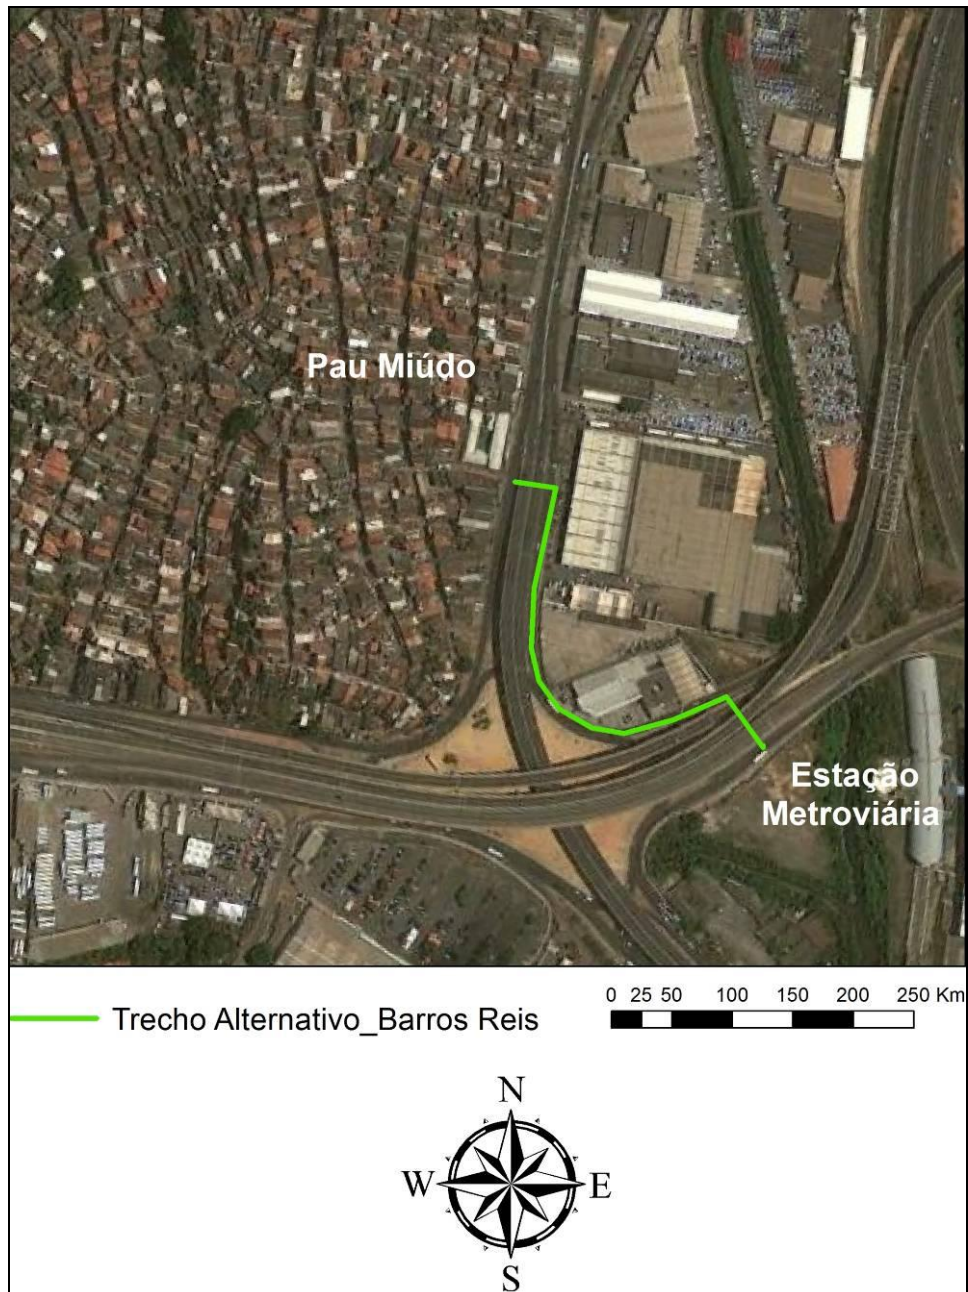 Pau Miúdo
Estação
Metroviária
Trecho Alternativo_Barros Reis
0 25 50 100 150 200 250 Km
N
W E
S